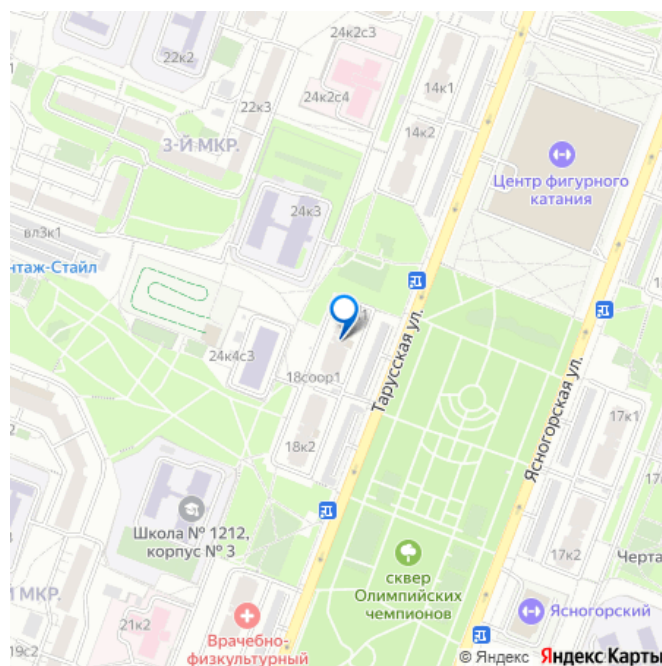 24к2с3
22к2
24к2с4
14к1
22к3
14к2
3-Й МКР.
Центр фигурного
катания
24к3
вл3к1
нтаж-Стайл
Тарусская ул.
24к4с3
18соор1
Ясногорская ул.
17к1
18к2
Школа № 1212,
корпус № 3
17к2
Черта
сквер
Олимпийских
чемпионов
Й МКР.
21к2
Ясногорский
19с2
Врачебно-
физкультурный
© Яндекс Яндекс Карты